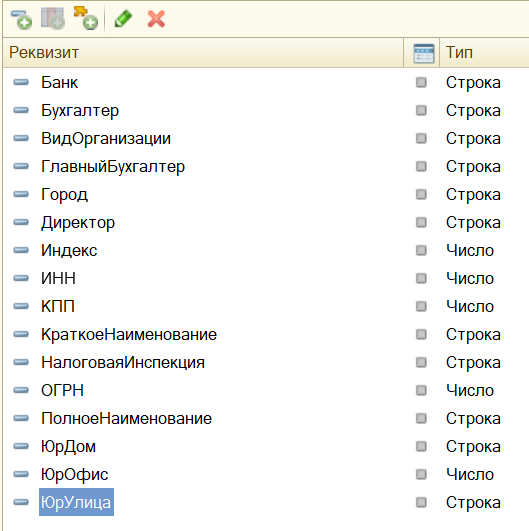 Реквизит Тип
Банк Строка
Бухгалтер Строка
ВидОрганизации Строка
ГлавныйБухгалтер Строка
Город Строка
Директор Строка
Индекс Число
ИНН Число
КПП Число
КраткоеНаименование Строка
НалоговаяИнспекция Строка
ОГРН Число
ПолноеНаименование Строка
ЮрДом Строка
ЮрОфис Число
ЮрУлица Строка